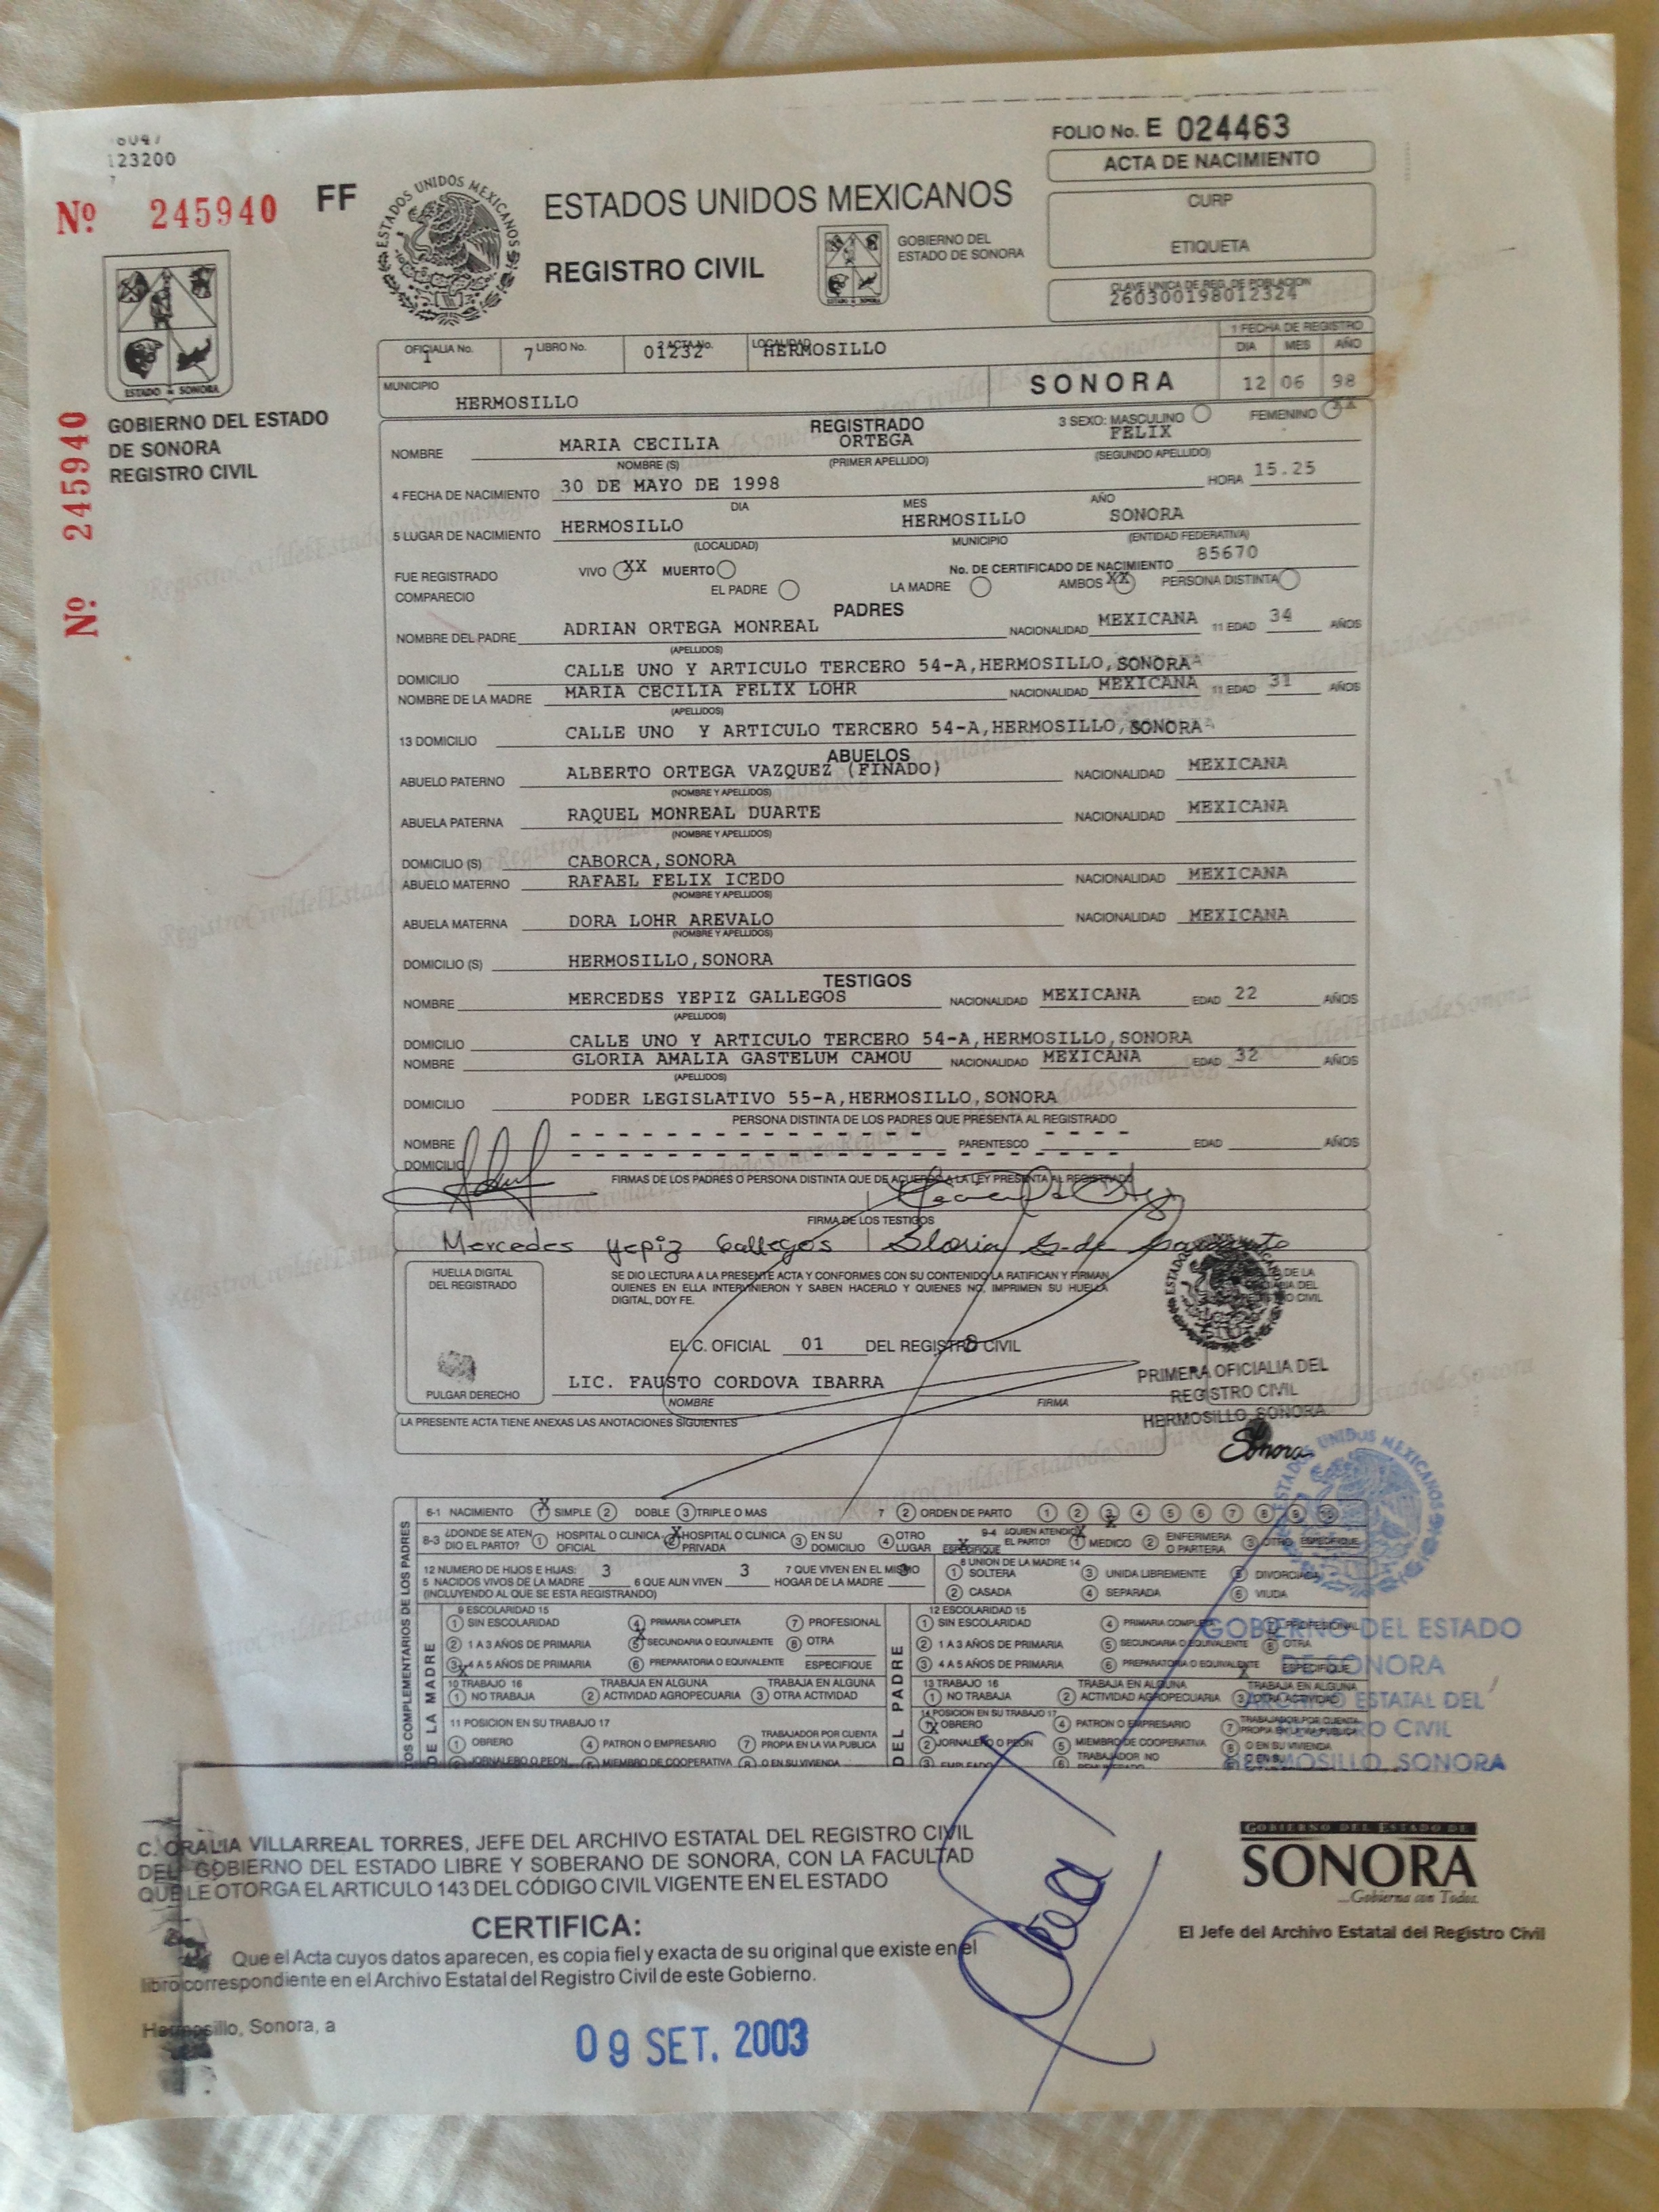 123200
Nº 245940 FF
FOLIO No. E 024463
ACTA DE NACIMIENTO
ESTADOS UNIDOS MEXICANOS
REGISTRO CIVIL
GOBIERNO DEL
ESTADO DE SONORA
CURP
ETIQUETA
CLAVE UNICA DE REG. DE POBLACION
260300198012324
ESTADO DE SONORA
GOBIERNO DEL ESTADO
DE SONORA
REGISTRO CIVIL
Nº 245940
OFICIALIA No. 1
LIBRO No. 7
2 ACTA No. 01232
LOCALIDAD HERMOSILLO
1 FECHA DE REGISTRO
DIA MES AÑO
12 06 98
MUNICIPIO HERMOSILLO
SONORA
REGISTRADO
3 SEXO: MASCULINO FEMENINO XX
NOMBRE MARIA CECILIA ORTEGA FELIX
NOMBRE (S) (PRIMER APELLIDO) (SEGUNDO APELLIDO)
4 FECHA DE NACIMIENTO 30 DE MAYO DE 1998 HORA 15.25
DIA MES AÑO
5 LUGAR DE NACIMIENTO HERMOSILLO HERMOSILLO SONORA
(LOCALIDAD) MUNICIPIO (ENTIDAD FEDERATIVA)
FUE REGISTRADO VIVO XX MUERTO No. DE CERTIFICADO DE NACIMIENTO 85670
COMPARECIO EL PADRE LA MADRE AMBOS XX PERSONA DISTINTA
PADRES
NOMBRE DEL PADRE ADRIAN ORTEGA MONREAL NACIONALIDAD MEXICANA 11 EDAD 34 AÑOS
(APELLIDOS)
DOMICILIO CALLE UNO Y ARTICULO TERCERO 54-A,HERMOSILLO,SONORA
NOMBRE DE LA MADRE MARIA CECILIA FELIX LOHR NACIONALIDAD MEXICANA 11 EDAD 31 AÑOS
(APELLIDOS)
13 DOMICILIO CALLE UNO Y ARTICULO TERCERO 54-A,HERMOSILLO,SONORA
ABUELOS
ABUELO PATERNO ALBERTO ORTEGA VAZQUEZ (FINADO) NACIONALIDAD MEXICANA
(NOMBRE Y APELLIDOS)
ABUELA PATERNA RAQUEL MONREAL DUARTE NACIONALIDAD MEXICANA
(NOMBRE Y APELLIDOS)
DOMICILIO (S) CABORCA,SONORA
ABUELO MATERNO RAFAEL FELIX ICEDO NACIONALIDAD MEXICANA
(NOMBRE Y APELLIDOS)
ABUELA MATERNA DORA LOHR AREVALO NACIONALIDAD MEXICANA
(NOMBRE Y APELLIDOS)
DOMICILIO (S) HERMOSILLO,SONORA
TESTIGOS
NOMBRE MERCEDES YEPIZ GALLEGOS NACIONALIDAD MEXICANA EDAD 22 AÑOS
(APELLIDOS)
DOMICILIO CALLE UNO Y ARTICULO TERCERO 54-A,HERMOSILLO,SONORA
NOMBRE GLORIA AMALIA GASTELUM CAMOU NACIONALIDAD MEXICANA EDAD 32 AÑOS
(APELLIDOS)
DOMICILIO PODER LEGISLATIVO 55-A,HERMOSILLO,SONORA
PERSONA DISTINTA DE LOS PADRES QUE PRESENTA AL REGISTRADO
NOMBRE PARENTESCO EDAD AÑOS
DOMICILIO
FIRMAS DE LOS PADRES O PERSONA DISTINTA QUE DE ACUERDO A LA LEY PRESENTA AL REGISTRADO
FIRMA DE LOS TESTIGOS
Mercedes Yepiz Gallegos Gloria G. de
HUELLA DIGITAL
DEL REGISTRADO
SE DIO LECTURA A LA PRESENTE ACTA Y CONFORMES CON SU CONTENIDO LA RATIFICAN Y FIRMAN
QUIENES EN ELLA INTERVINIERON Y SABEN HACERLO Y QUIENES NO, IMPRIMEN SU HUELLA
DIGITAL, DOY FE.
EL C. OFICIAL 01 DEL REGISTRO CIVIL
LIC. FAUSTO CORDOVA IBARRA
PULGAR DERECHO NOMBRE FIRMA
PRIMERA OFICIALIA DEL
REGISTRO CIVIL
HERMOSILLO, SONORA
LA PRESENTE ACTA TIENE ANEXAS LAS ANOTACIONES SIGUIENTES
Sonora
ESTADOS UNIDOS MEXICANOS
6-1 NACIMIENTO 1 SIMPLE 2 DOBLE 3 TRIPLE O MAS 7 2 ORDEN DE PARTO 1 2 3 4 5 6 7 8 9 10
8-3 ¿DONDE SE ATENDIO EL PARTO? 1 HOSPITAL O CLINICA OFICIAL 2 HOSPITAL O CLINICA PRIVADA 3 EN SU DOMICILIO 4 OTRO LUGAR ESPECIFIQUE
9-4 ¿QUIEN ATENDIO EL PARTO? 1 MEDICO 2 ENFERMERA O PARTERA 3 OTRO ESPECIFIQUE
12 NUMERO DE HIJOS E HIJAS:
5 NACIDOS VIVOS DE LA MADRE 3 6 QUE AUN VIVEN 3 7 QUE VIVEN EN EL MISMO HOGAR DE LA MADRE 3
(INCLUYENDO AL QUE SE ESTA REGISTRANDO)
8 UNION DE LA MADRE 14
1 SOLTERA 3 UNIDA LIBREMENTE 5 DIVORCIADA
2 CASADA 4 SEPARADA 6 VIUDA
DE LA MADRE
9 ESCOLARIDAD 15
1 SIN ESCOLARIDAD 4 PRIMARIA COMPLETA 7 PROFESIONAL
2 1 A 3 AÑOS DE PRIMARIA 5 SECUNDARIA O EQUIVALENTE 8 OTRA
3 4 A 5 AÑOS DE PRIMARIA 6 PREPARATORIA O EQUIVALENTE ESPECIFIQUE
10 TRABAJO 16
1 NO TRABAJA 2 TRABAJA EN ALGUNA ACTIVIDAD AGROPECUARIA 3 TRABAJA EN ALGUNA OTRA ACTIVIDAD
11 POSICION EN SU TRABAJO 17
1 OBRERO 4 PATRON O EMPRESARIO 7 TRABAJADOR POR CUENTA PROPIA EN LA VIA PUBLICA
2 JORNALERO O PEON 5 MIEMBRO DE COOPERATIVA 8 O EN SU VIVIENDA
DEL PADRE
12 ESCOLARIDAD 15
1 SIN ESCOLARIDAD 4 PRIMARIA COMPLETA 7 PROFESIONAL
2 1 A 3 AÑOS DE PRIMARIA 5 SECUNDARIA O EQUIVALENTE 8 OTRA
3 4 A 5 AÑOS DE PRIMARIA 6 PREPARATORIA O EQUIVALENTE ESPECIFIQUE
13 TRABAJO 16
1 NO TRABAJA 2 TRABAJA EN ALGUNA ACTIVIDAD AGROPECUARIA 3 TRABAJA EN ALGUNA OTRA ACTIVIDAD
14 POSICION EN SU TRABAJO 17
1 OBRERO 4 PATRON O EMPRESARIO 7 TRABAJADOR POR CUENTA PROPIA EN LA VIA PUBLICA
2 JORNALERO O PEON 5 MIEMBRO DE COOPERATIVA 8 O EN SU VIVIENDA
3 EMPLEADO 6 TRABAJADOR NO
GOBIERNO DEL ESTADO
DE SONORA
ARCHIVO ESTATAL DEL
REGISTRO CIVIL
HERMOSILLO, SONORA
C. ORALIA VILLARREAL TORRES, JEFE DEL ARCHIVO ESTATAL DEL REGISTRO CIVIL
DEL GOBIERNO DEL ESTADO LIBRE Y SOBERANO DE SONORA, CON LA FACULTAD
QUE LE OTORGA EL ARTICULO 143 DEL CÓDIGO CIVIL VIGENTE EN EL ESTADO
CERTIFICA:
Que el Acta cuyos datos aparecen, es copia fiel y exacta de su original que existe en el
libro correspondiente en el Archivo Estatal del Registro Civil de este Gobierno.
Hermosillo, Sonora, a
09 SET. 2003
GOBIERNO DEL ESTADO DE
SONORA
...Gobierna con Todos.
El Jefe del Archivo Estatal del Registro Civil